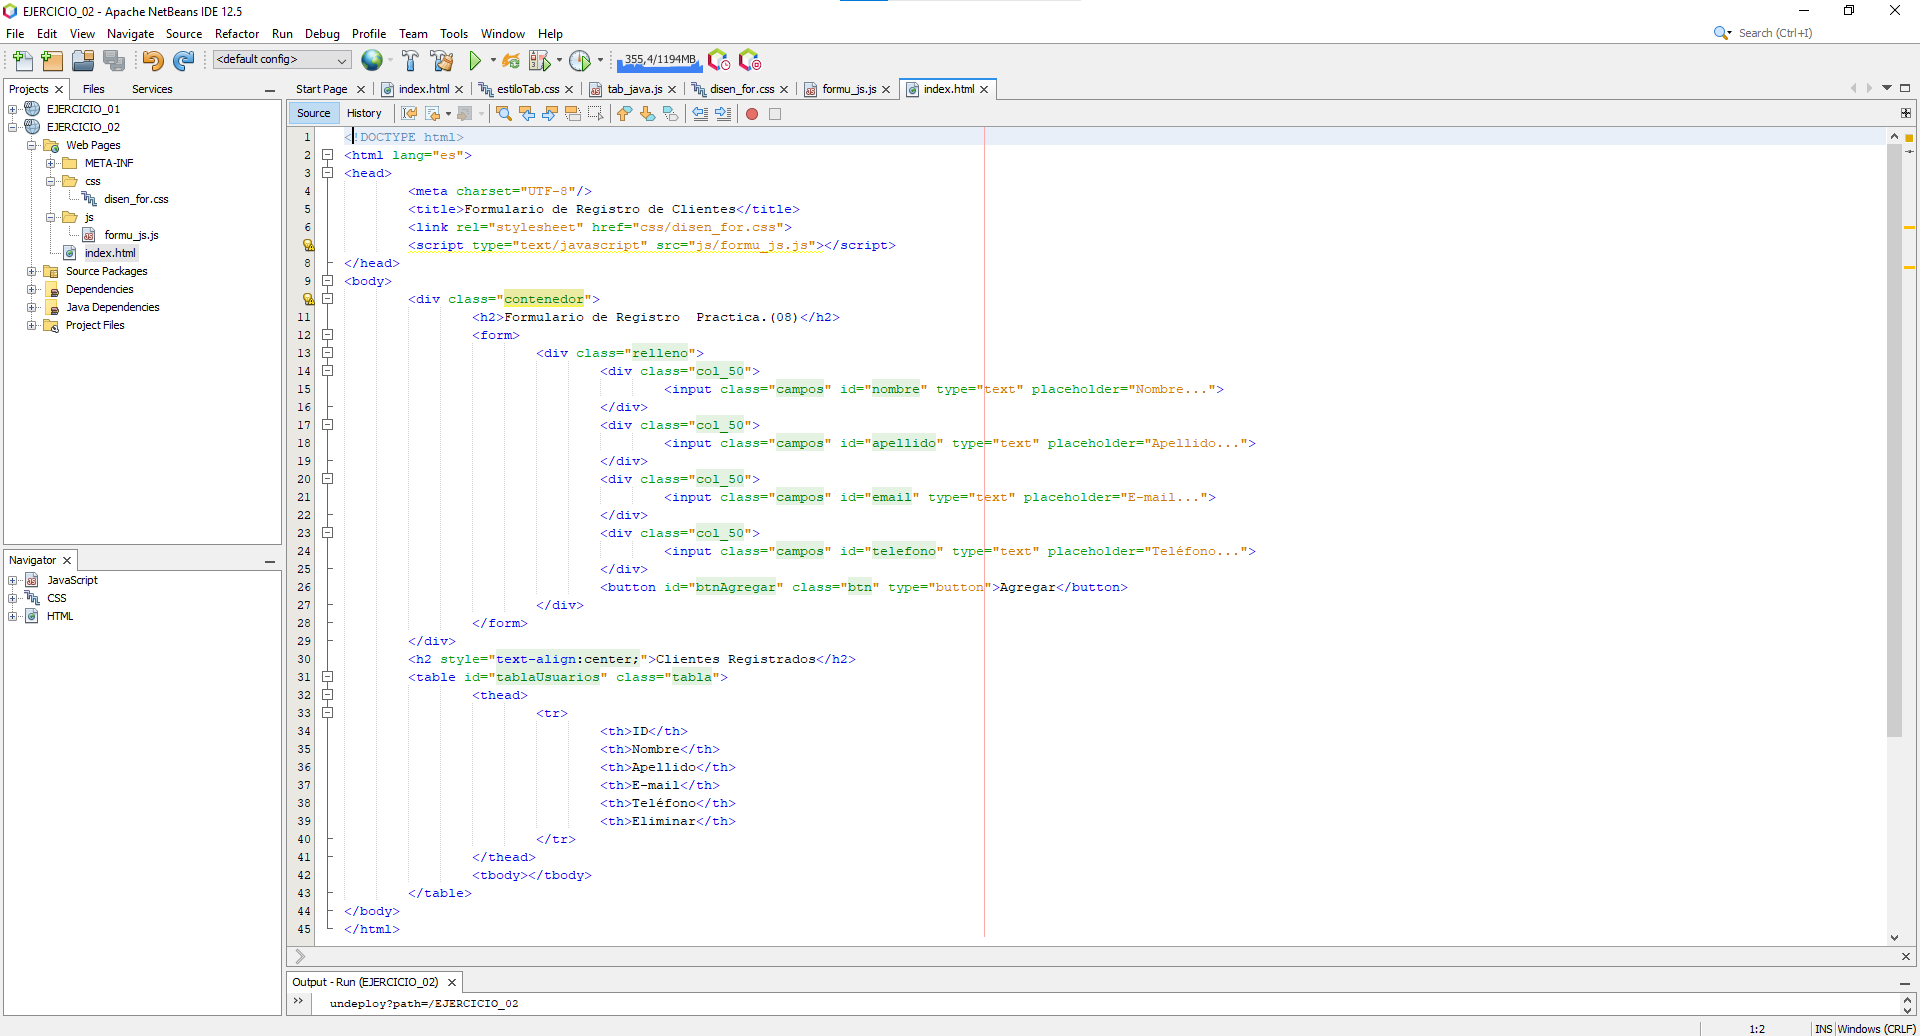 EJERCICIO_02 - Apache NetBeans IDE 12.5
File Edit View Navigate Source Refactor Run Debug Profile Team Tools Window Help
Search (Ctrl+I)
<default config>
355,4/1194MB
Projects Files Services
EJERCICIO_01
EJERCICIO_02
Web Pages
META-INF
css
disen_for.css
js
formu_js.js
index.html
Source Packages
Dependencies
Java Dependencies
Project Files
Navigator
JavaScript
CSS
HTML
Start Page index.html estiloTab.css tab_java.js disen_for.css formu_js.js index.html
Source History
1 <!DOCTYPE html>
2 <html lang="es">
3 <head>
4 <meta charset="UTF-8"/>
5 <title>Formulario de Registro de Clientes</title>
6 <link rel="stylesheet" href="css/disen_for.css">
<script type="text/javascript" src="js/formu_js.js"></script>
8 </head>
9 <body>
<div class="contenedor">
11 <h2>Formulario de Registro  Practica.(08)</h2>
12 <form>
13 <div class="relleno">
14 <div class="col_50">
15 <input class="campos" id="nombre" type="text" placeholder="Nombre...">
16 </div>
17 <div class="col_50">
18 <input class="campos" id="apellido" type="text" placeholder="Apellido...">
19 </div>
20 <div class="col_50">
21 <input class="campos" id="email" type="text" placeholder="E-mail...">
22 </div>
23 <div class="col_50">
24 <input class="campos" id="telefono" type="text" placeholder="Teléfono...">
25 </div>
26 <button id="btnAgregar" class="btn" type="button">Agregar</button>
27 </div>
28 </form>
29 </div>
30 <h2 style="text-align:center;">Clientes Registrados</h2>
31 <table id="tablaUsuarios" class="tabla">
32 <thead>
33 <tr>
34 <th>ID</th>
35 <th>Nombre</th>
36 <th>Apellido</th>
37 <th>E-mail</th>
38 <th>Teléfono</th>
39 <th>Eliminar</th>
40 </tr>
41 </thead>
42 <tbody></tbody>
43 </table>
44 </body>
45 </html>
Output - Run (EJERCICIO_02)
undeploy?path=/EJERCICIO_02
1:2 INS Windows (CRLF)